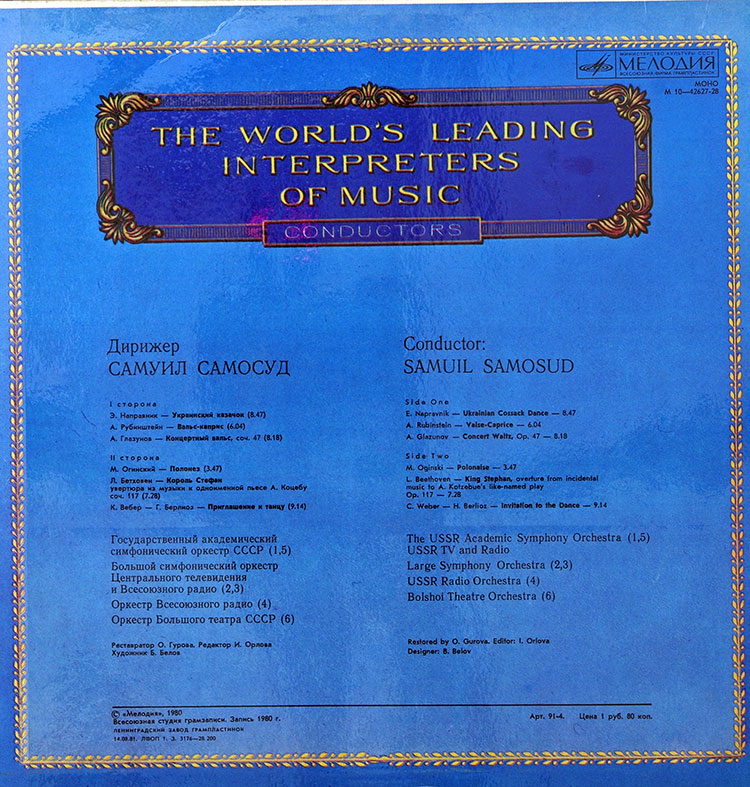 МИНИСТЕРСТВО КУЛЬТУРЫ СССР
МЕЛОДИЯ
ВСЕСОЮЗНАЯ ФИРМА ГРАМПЛАСТИНОК
МОНО
М 10—42627-28
THE WORLD'S LEADING
INTERPRETERS
OF MUSIC
CONDUCTORS
Дирижер
САМУИЛ САМОСУД
I сторона
Э. Направник — Украинский казачок (8.47)
А. Рубинштейн — Вальс-каприс (6.04)
А. Глазунов — Концертный вальс, соч. 47 (8.18)
II сторона
М. Огинский — Полонез (3.47)
Л. Бетховен — Король Стефан
увертюра из музыки к одноименной пьесе А. Коцебу
соч. 117 (7.28)
К. Вебер — Г. Берлиоз — Приглашение к танцу (9.14)
Государственный академический
симфонический оркестр СССР (1,5)
Большой симфонический оркестр
Центрального телевидения
и Всесоюзного радио (2,3)
Оркестр Всесоюзного радио (4)
Оркестр Большого театра СССР (6)
Реставратор О. Гурова. Редактор И. Орлова
Художник Б. Белов
Conductor:
SAMUIL SAMOSUD
Side One
E. Napravnik — Ukrainian Cossack Dance — 8.47
A. Rubinstein — Valse-Caprice — 6.04
A. Glazunov — Concert Waltz, Op. 47 — 8.18
Side Two
M. Oginski — Polonaise — 3.47
L. Beethoven — King Stephan, overture from incidental
music to A. Kotzebue's like-named play
Op. 117 — 7.28
C. Weber — H. Berlioz — Invitation to the Dance — 9.14
The USSR Academic Symphony Orchestra (1,5)
USSR TV and Radio
Large Symphony Orchestra (2,3)
USSR Radio Orchestra (4)
Bolshoi Theatre Orchestra (6)
Restored by O. Gurova. Editor: I. Orlova
Designer: B. Belov
© «Мелодия», 1980
Всесоюзная студия грамзаписи. Запись 1980 г.
ЛЕНИНГРАДСКИЙ ЗАВОД ГРАМПЛАСТИНОК
14.08.81. ЛФОП Т. З. 3176—28 200
Арт. 91-4. Цена 1 руб. 80 коп.